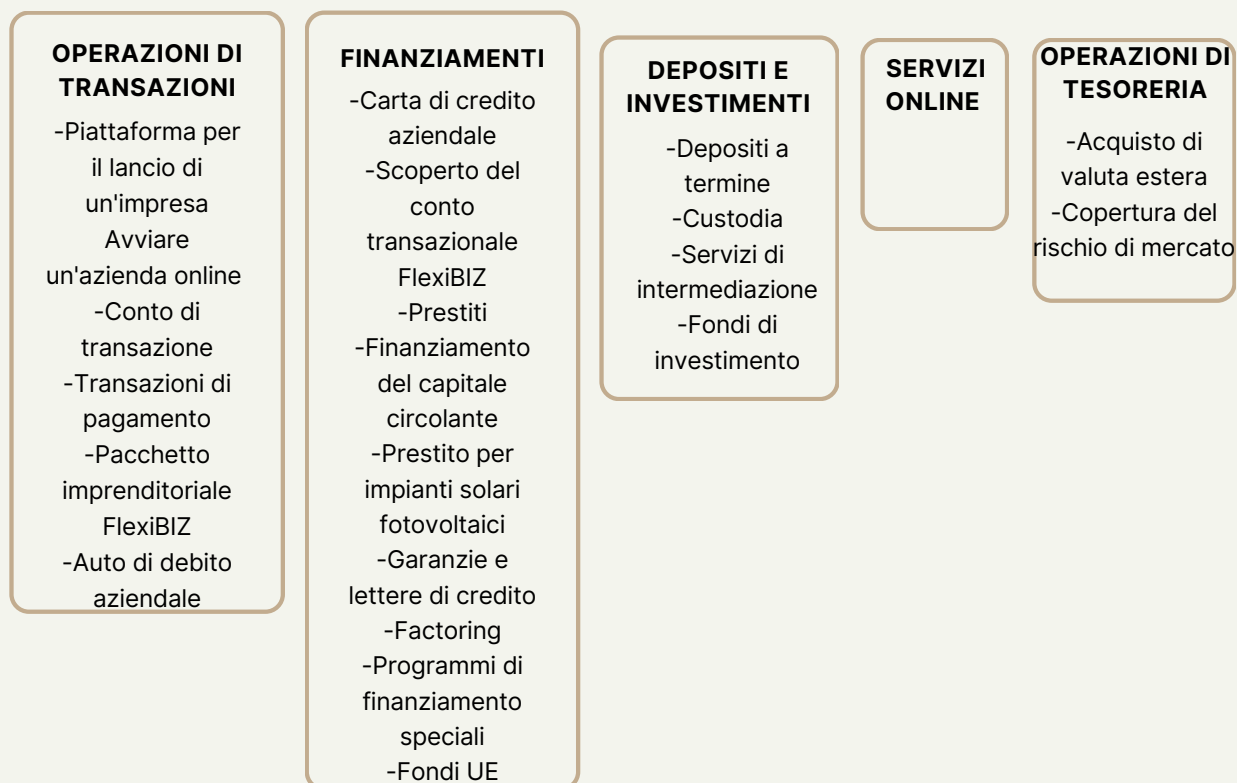 OPERAZIONI DI
TRANSAZIONI
-Piattaforma per
il lancio di
un'impresa
Avviare
un'azienda online
-Conto di
transazione
-Transazioni di
pagamento
-Pacchetto
imprenditoriale
FlexiBIZ
-Auto di debito
aziendale
FINANZIAMENTI
-Carta di credito
aziendale
-Scoperto del
conto
transazionale
FlexiBIZ
-Prestiti
-Finanziamento
del capitale
circolante
-Prestito per
impianti solari
fotovoltaici
-Garanzie e
lettere di credito
-Factoring
-Programmi di
finanziamento
speciali
-Fondi UE
DEPOSITI E
INVESTIMENTI
-Depositi a
termine
-Custodia
-Servizi di
intermediazione
-Fondi di
investimento
SERVIZI
ONLINE
OPERAZIONI DI
TESORERIA
-Acquisto di
valuta estera
-Copertura del
rischio di mercato